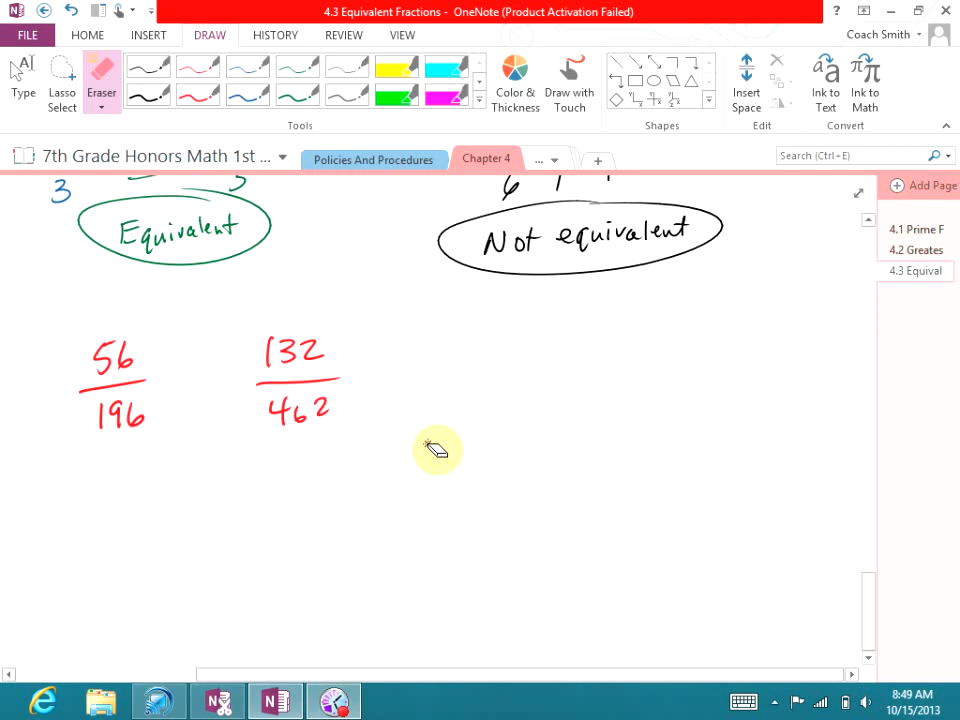 4.3 Equivalent Fractions - OneNote (Product Activation Failed)
FILE HOME INSERT DRAW HISTORY REVIEW VIEW Coach Smith
Type Lasso Select Eraser Color & Thickness Draw with Touch Insert Space Ink to Text Ink to Math
Tools Shapes Edit Convert
7th Grade Honors Math 1st ... Policies And Procedures Chapter 4 ... + Search (Ctrl+E)
Add Page
4.1 Prime F
4.2 Greates
4.3 Equival
3 3 6
Equivalent Not equivalent
56 132
196 462
8:49 AM
10/15/2013